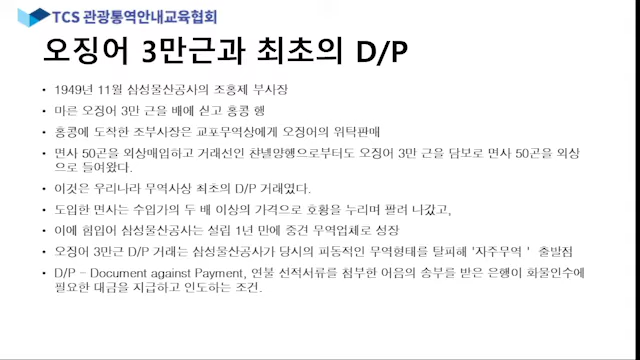 TCS 관광통역안내교육협회
오징어 3만근과 최초의 D/P
• 1949년 11월 삼성물산공사의 조홍제 부사장
• 마른 오징어 3만 근을 배에 싣고 홍콩 행
• 홍콩에 도착한 조부사장은 교포무역상에게 오징어의 위탁판매
• 면사 50곤을 외상매입하고 거래선인 찬넬양행으로부터도 오징어 3만 근을 담보로 면사 50곤을 외상
으로 들여왔다.
• 이것은 우리나라 무역사상 최초의 D/P 거래였다.
• 도입한 면사는 수입가의 두 배 이상의 가격으로 호황을 누리며 팔려 나갔고,
• 이에 힘입어 삼성물산공사는 설립 1년 만에 중견 무역업체로 성장
• 오징어 3만근 D/P 거래는 삼성물산공사가 당시의 피동적인 무역형태를 탈피해 '자주무역 ' 출발점
• D/P – Document against Payment, 연불 선적서류를 첨부한 어음의 송부를 받은 은행이 화물인수에
필요한 대금을 지급하고 인도하는 조건.